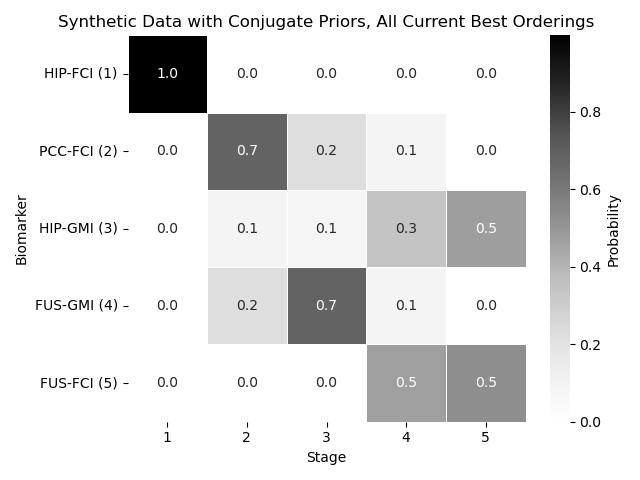 Synthetic Data with Conjugate Priors, All Current Best Orderings
HIP-FCI (1) 1.0 0.0 0.0 0.0 0.0
PCC-FCI (2) 0.0 0.7 0.2 0.1 0.0
HIP-GMI (3) 0.0 0.1 0.1 0.3 0.5
FUS-GMI (4) 0.0 0.2 0.7 0.1 0.0
FUS-FCI (5) 0.0 0.0 0.0 0.5 0.5
1 2 3 4 5
Stage
Biomarker
0.8
0.6
0.4
0.2
0.0
Probability